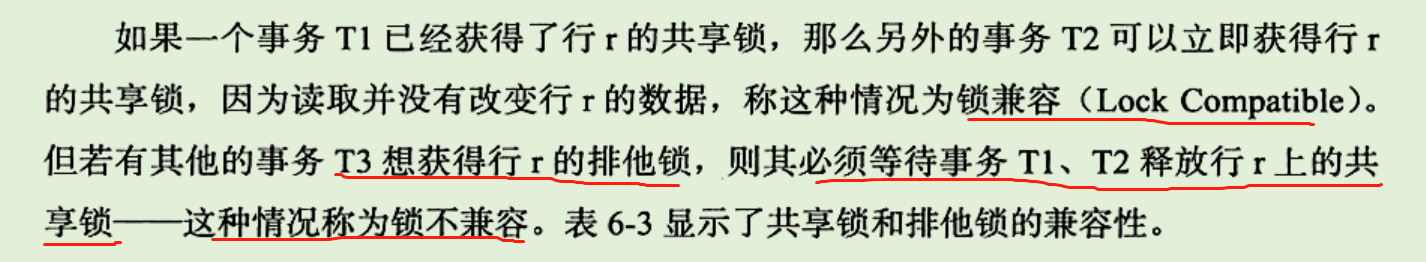 如果一个事务 T1 已经获得了行 r 的共享锁，那么另外的事务 T2 可以立即获得行 r
的共享锁，因为读取并没有改变行 r 的数据，称这种情况为锁兼容（Lock Compatible）。
但若有其他的事务 T3 想获得行 r 的排他锁，则其必须等待事务 T1、T2 释放行 r 上的共
享锁——这种情况称为锁不兼容。表 6-3 显示了共享锁和排他锁的兼容性。